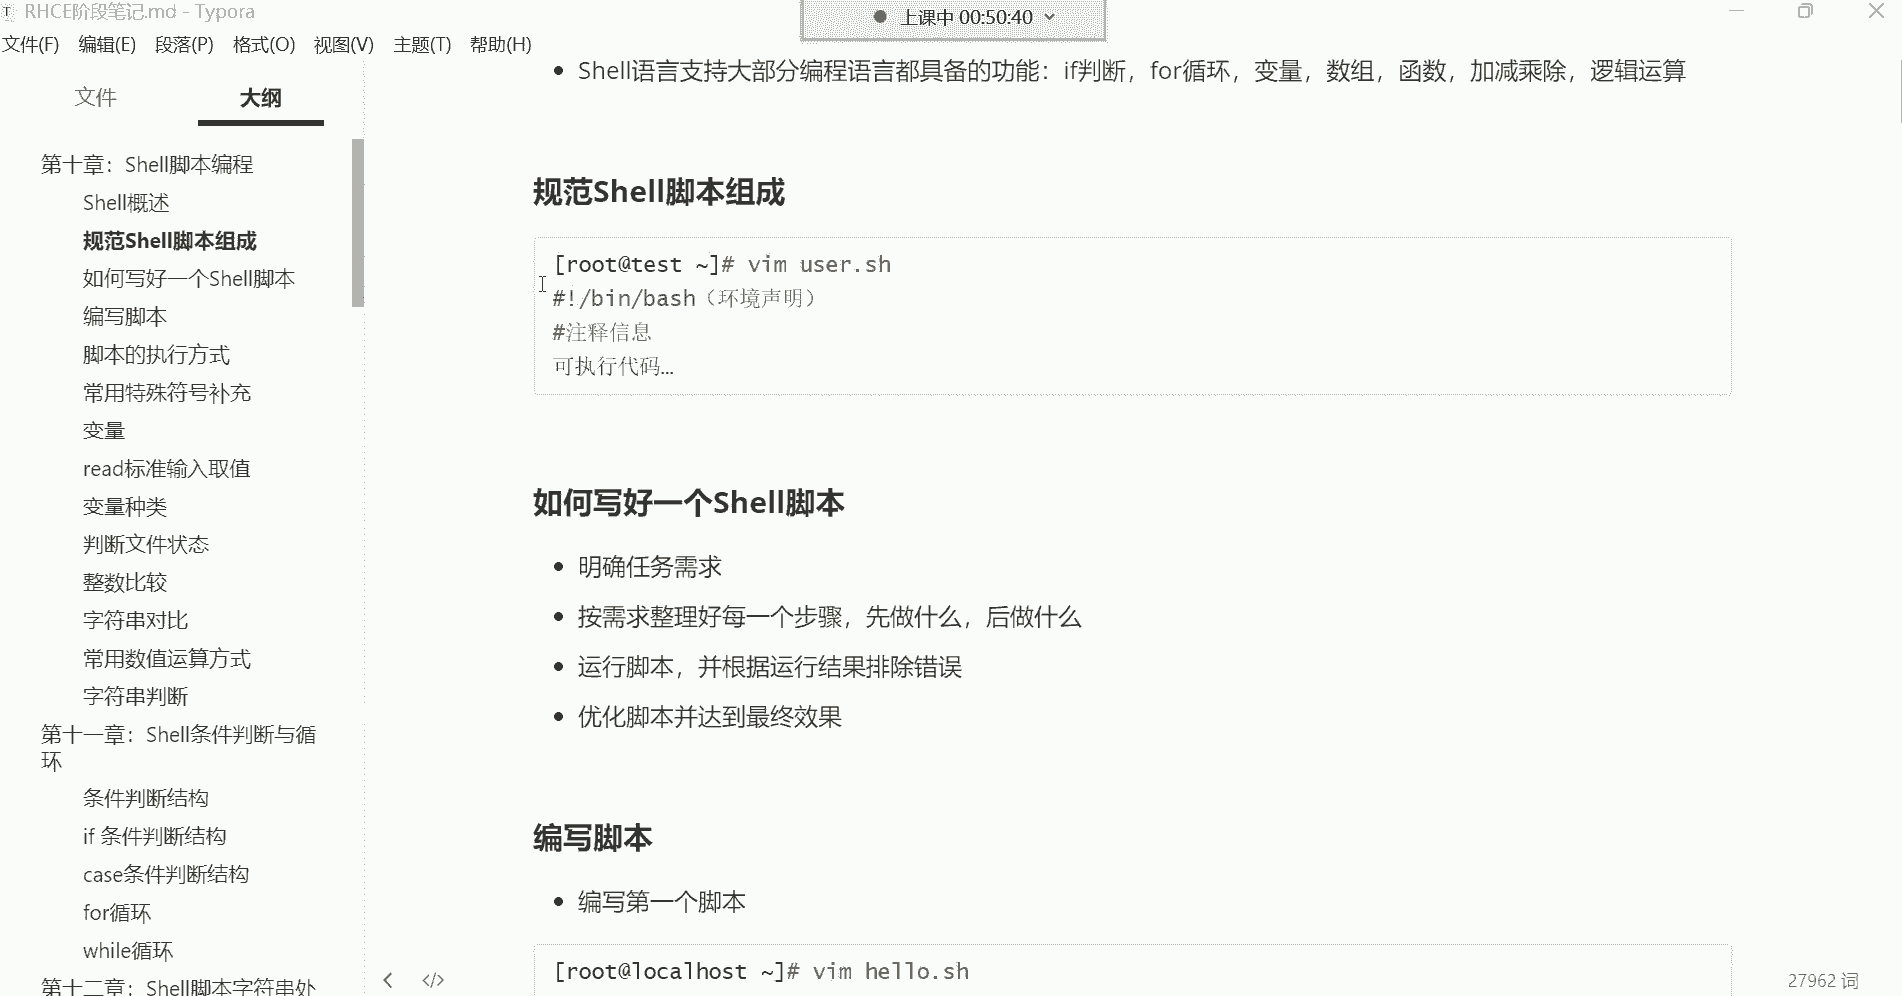 RHCE阶段笔记.md - Typora
上课中 00:50:40
文件(F) 编辑(E) 段落(P) 格式(O) 视图(V) 主题(T) 帮助(H)
文件 大纲
第十章：Shell脚本编程
Shell概述
规范Shell脚本组成
如何写好一个Shell脚本
编写脚本
脚本的执行方式
常用特殊符号补充
变量
read标准输入取值
变量种类
判断文件状态
整数比较
字符串对比
常用数值运算方式
字符串判断
第十一章：Shell条件判断与循
环
条件判断结构
if 条件判断结构
case条件判断结构
for循环
while循环
第十二章：Shell脚本字符串处
Shell语言支持大部分编程语言都具备的功能：if判断，for循环，变量，数组，函数，加减乘除，逻辑运算
规范Shell脚本组成
[root@test ~]# vim user.sh
#!/bin/bash（环境声明）
#注释信息
可执行代码...
如何写好一个Shell脚本
明确任务需求
按需求整理好每一个步骤，先做什么，后做什么
运行脚本，并根据运行结果排除错误
优化脚本并达到最终效果
编写脚本
编写第一个脚本
[root@localhost ~]# vim hello.sh
27962 词